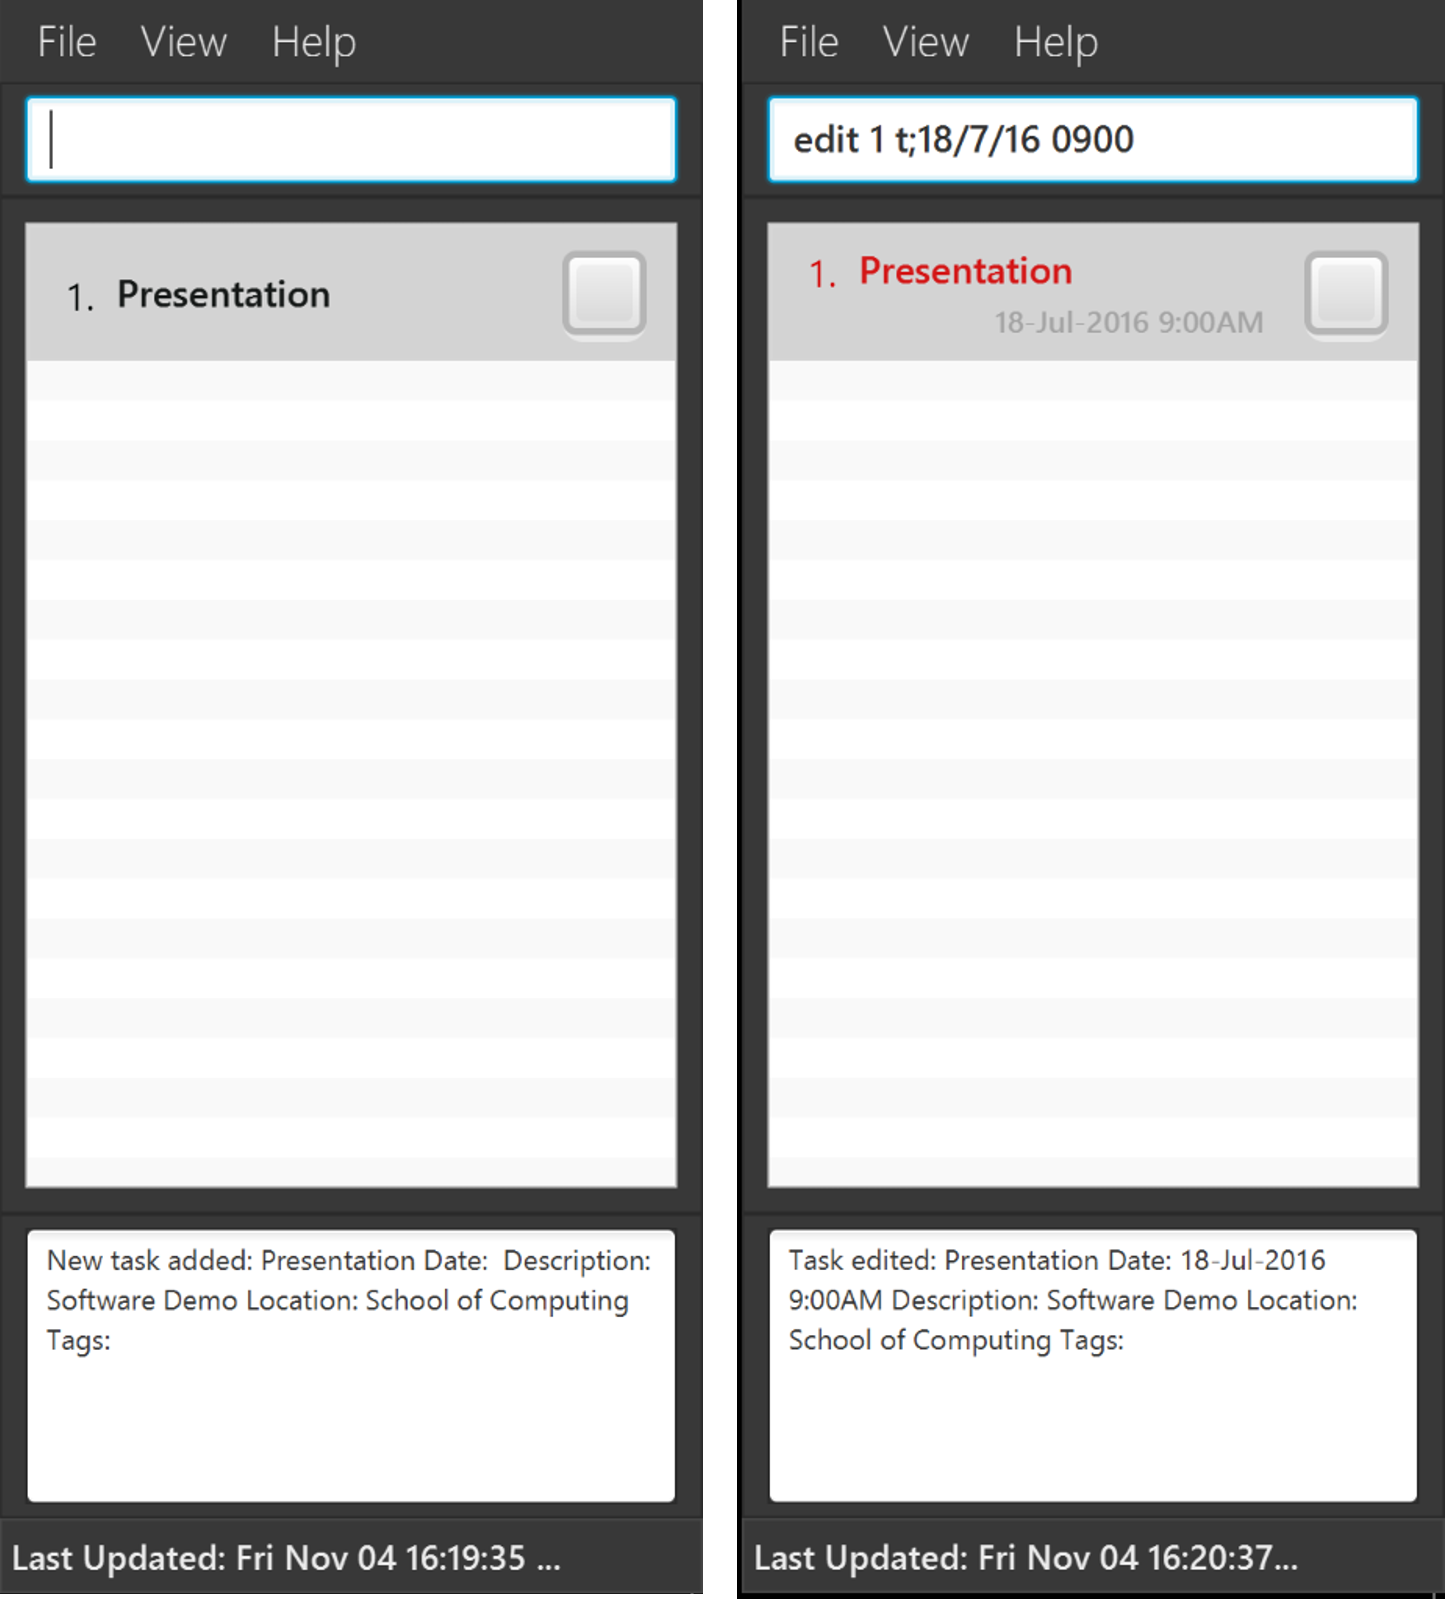 File View Help
1. Presentation
New task added: Presentation Date:  Description:
Software Demo Location: School of Computing
Tags:
Last Updated: Fri Nov 04 16:19:35 ...
File View Help
edit 1 t;18/7/16 0900
1. Presentation
18-Jul-2016 9:00AM
Task edited: Presentation Date: 18-Jul-2016
9:00AM Description: Software Demo Location:
School of Computing Tags:
Last Updated: Fri Nov 04 16:20:37...